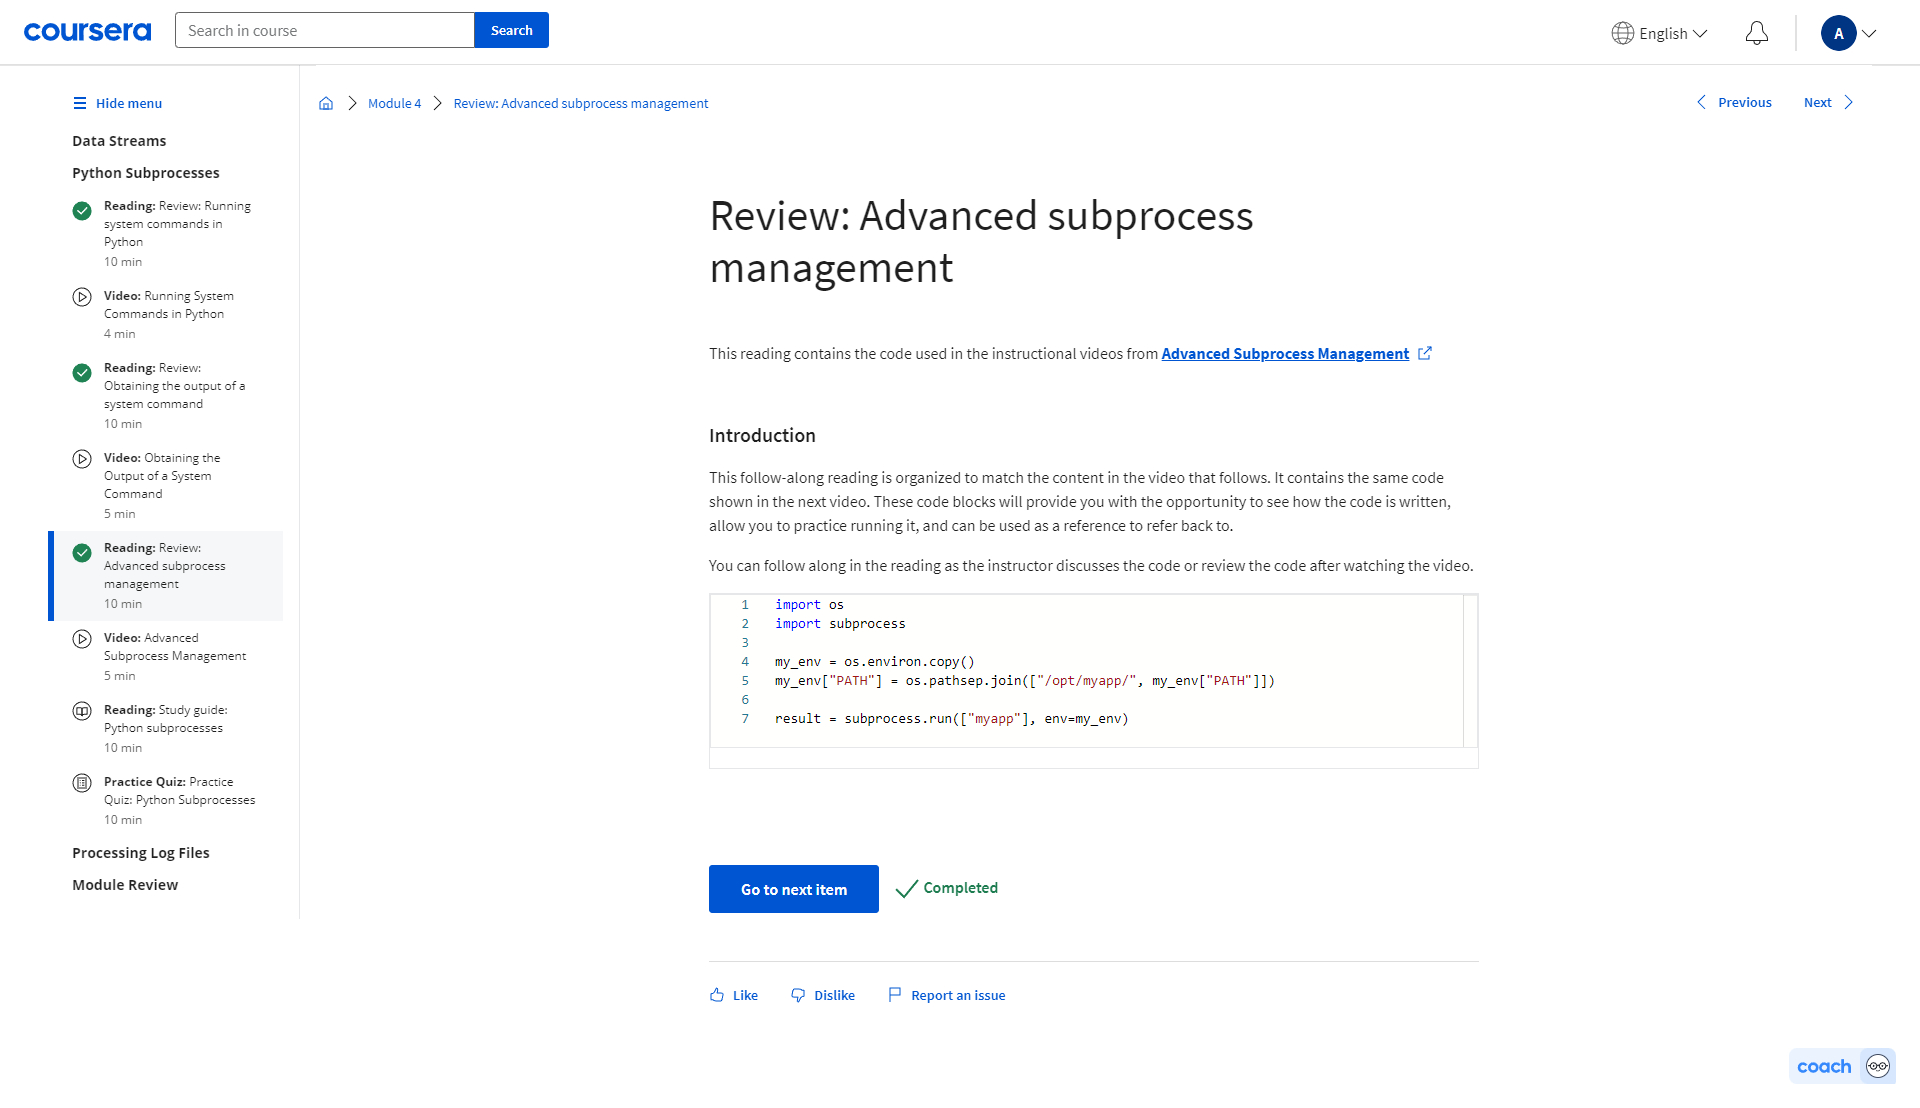 coursera
Search in course
Search
English
A
Hide menu
Data Streams
Python Subprocesses
Reading: Review: Running
system commands in
Python
10 min
Video: Running System
Commands in Python
4 min
Reading: Review:
Obtaining the output of a
system command
10 min
Video: Obtaining the
Output of a System
Command
5 min
Reading: Review:
Advanced subprocess
management
10 min
Video: Advanced
Subprocess Management
5 min
Reading: Study guide:
Python subprocesses
10 min
Practice Quiz: Practice
Quiz: Python Subprocesses
10 min
Processing Log Files
Module Review
Module 4
Review: Advanced subprocess management
Previous
Next
Review: Advanced subprocess
management
This reading contains the code used in the instructional videos from Advanced Subprocess Management
Introduction
This follow-along reading is organized to match the content in the video that follows. It contains the same code
shown in the next video. These code blocks will provide you with the opportunity to see how the code is written,
allow you to practice running it, and can be used as a reference to refer back to.
You can follow along in the reading as the instructor discusses the code or review the code after watching the video.
1 import os
2 import subprocess
3
4 my_env = os.environ.copy()
5 my_env["PATH"] = os.pathsep.join(["/opt/myapp/", my_env["PATH"]])
6
7 result = subprocess.run(["myapp"], env=my_env)
Go to next item
Completed
Like
Dislike
Report an issue
coach